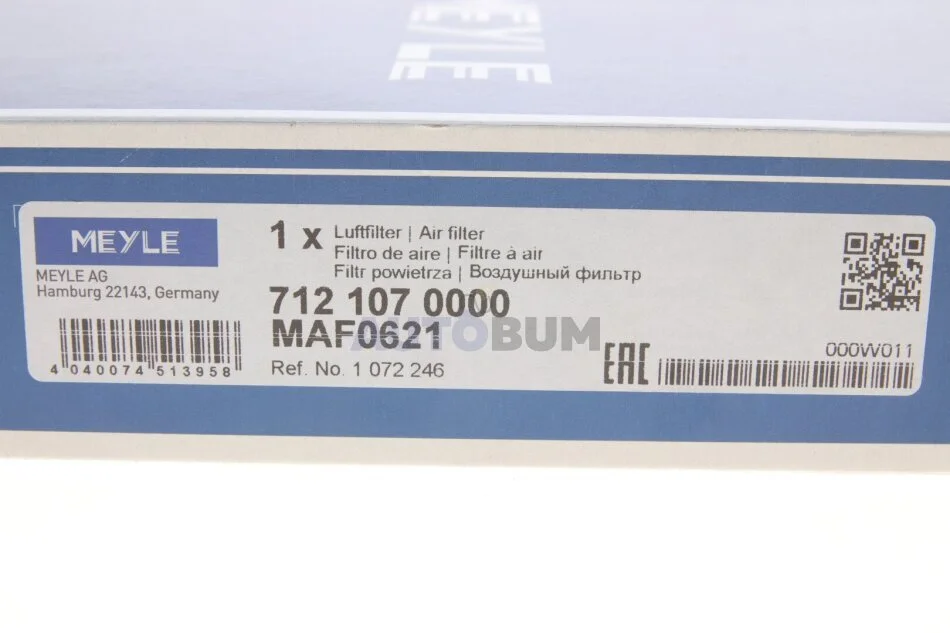 MEYLE
MEYLE
MEYLE AG
Hamburg 22143, Germany
4 040074 513958
1 x Luftfilter | Air filter
Filtro de aire | Filtre à air
Filtr powietrza | Воздушный фильтр
712 107 0000
MAF0621
AUTOBUM
Ref. No. 1 072 246
EAC
000W011